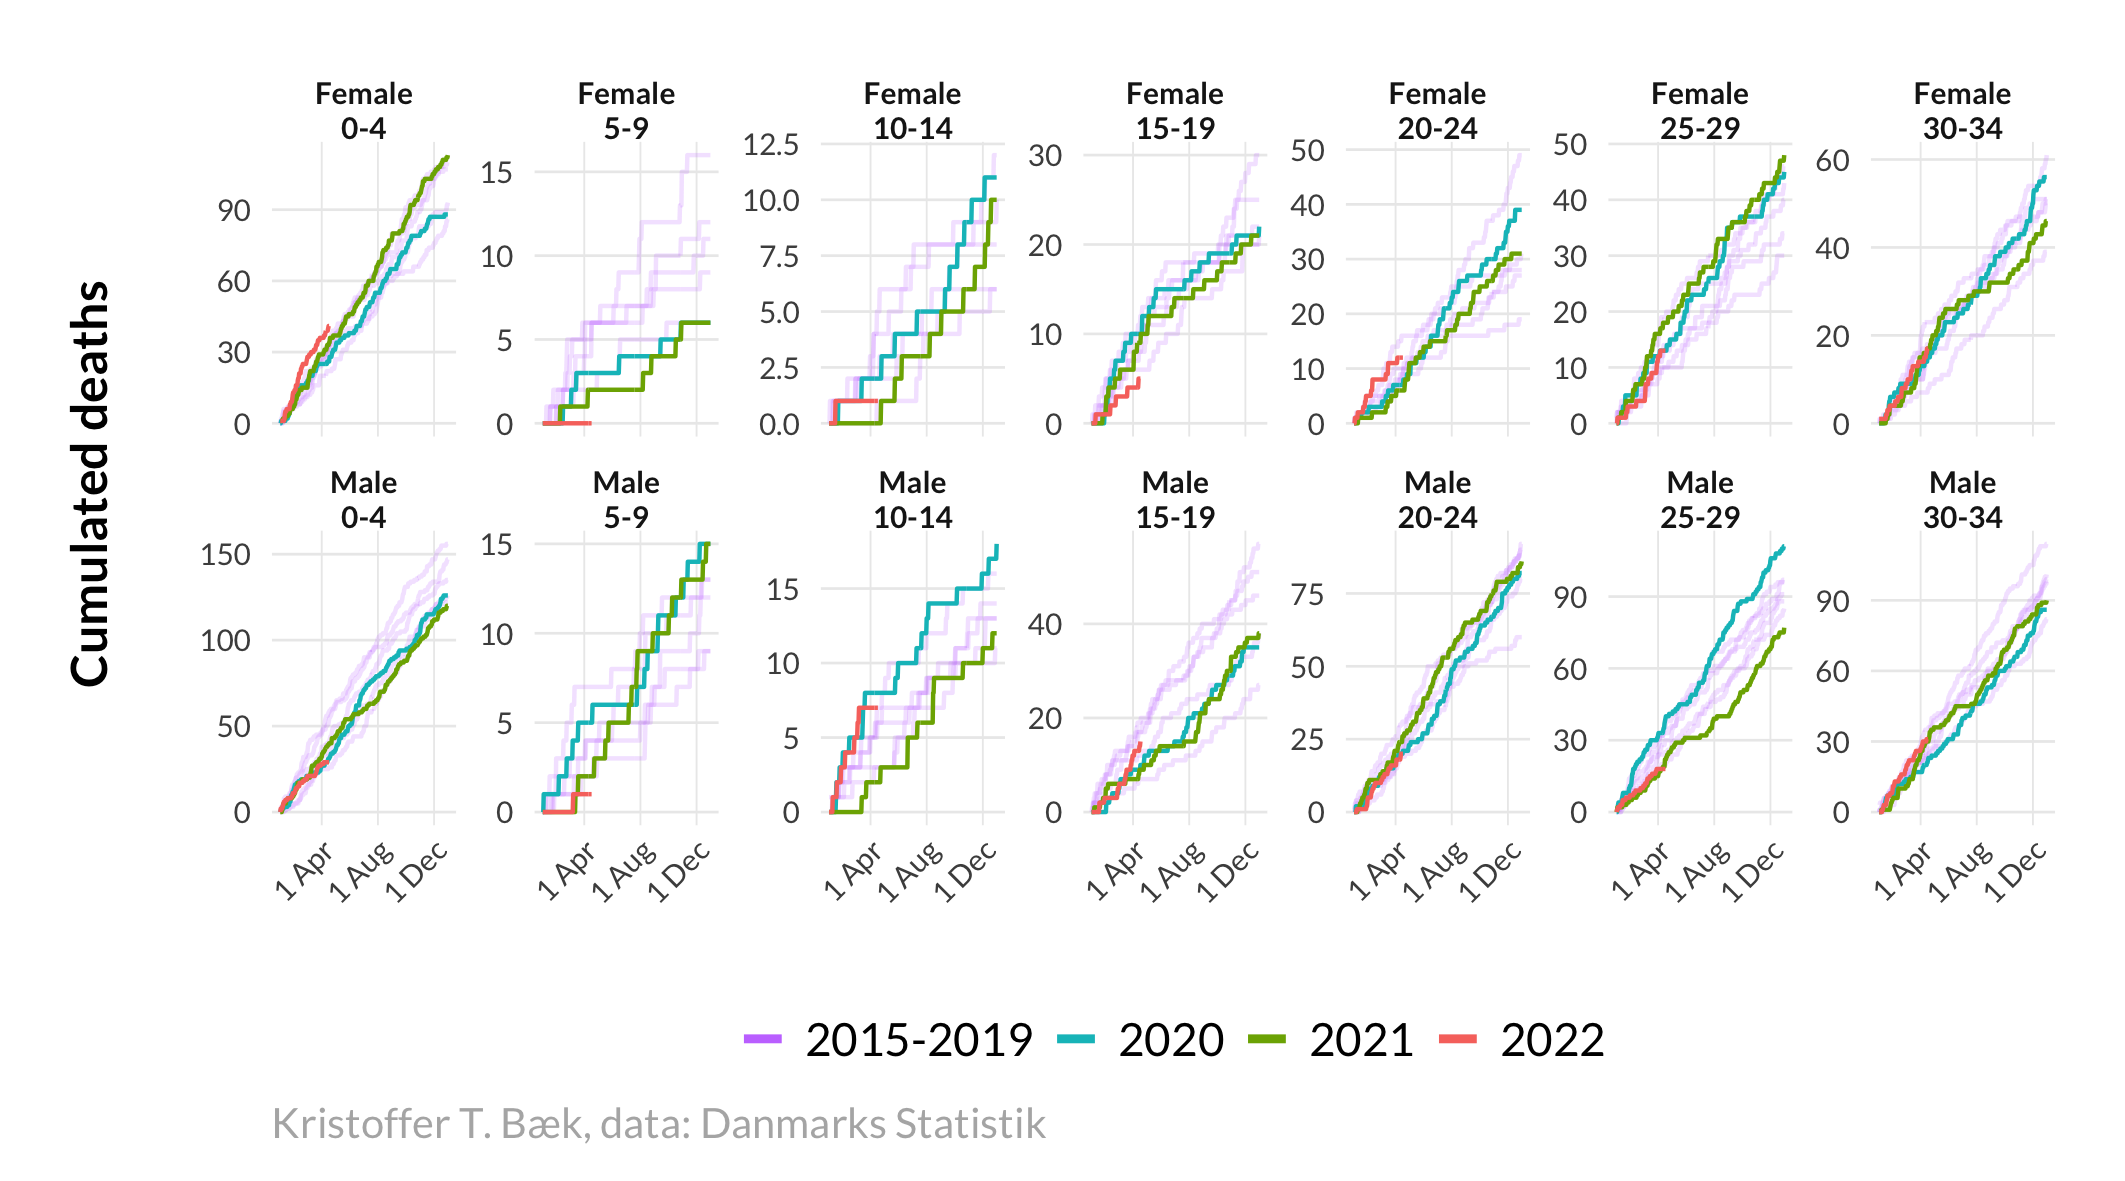 Cumulated deaths
Female
0-4
Female
5-9
Female
10-14
Female
15-19
Female
20-24
Female
25-29
Female
30-34
90
60
30
0
15
10
5
0
12.5
10.0
7.5
5.0
2.5
0.0
30
20
10
0
50
40
30
20
10
0
50
40
30
20
10
0
60
40
20
0
Male
0-4
Male
5-9
Male
10-14
Male
15-19
Male
20-24
Male
25-29
Male
30-34
150
100
50
0
15
10
5
0
15
10
5
0
40
20
0
75
50
25
0
90
60
30
0
90
60
30
0
1 Apr
1 Aug
1 Dec
1 Apr
1 Aug
1 Dec
1 Apr
1 Aug
1 Dec
1 Apr
1 Aug
1 Dec
1 Apr
1 Aug
1 Dec
1 Apr
1 Aug
1 Dec
1 Apr
1 Aug
1 Dec
2015-2019 2020 2021 2022
Kristoffer T. Bæk, data: Danmarks Statistik